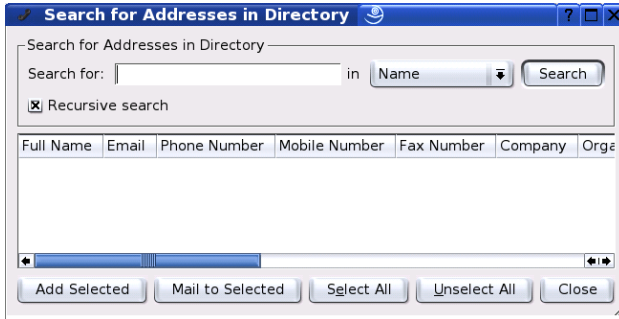 Search for Addresses in Directory ?
Search for Addresses in Directory
Search for: in Name Search
Recursive search
Full Name Email Phone Number Mobile Number Fax Number Company Orga
Add Selected Mail to Selected Select All Unselect All Close